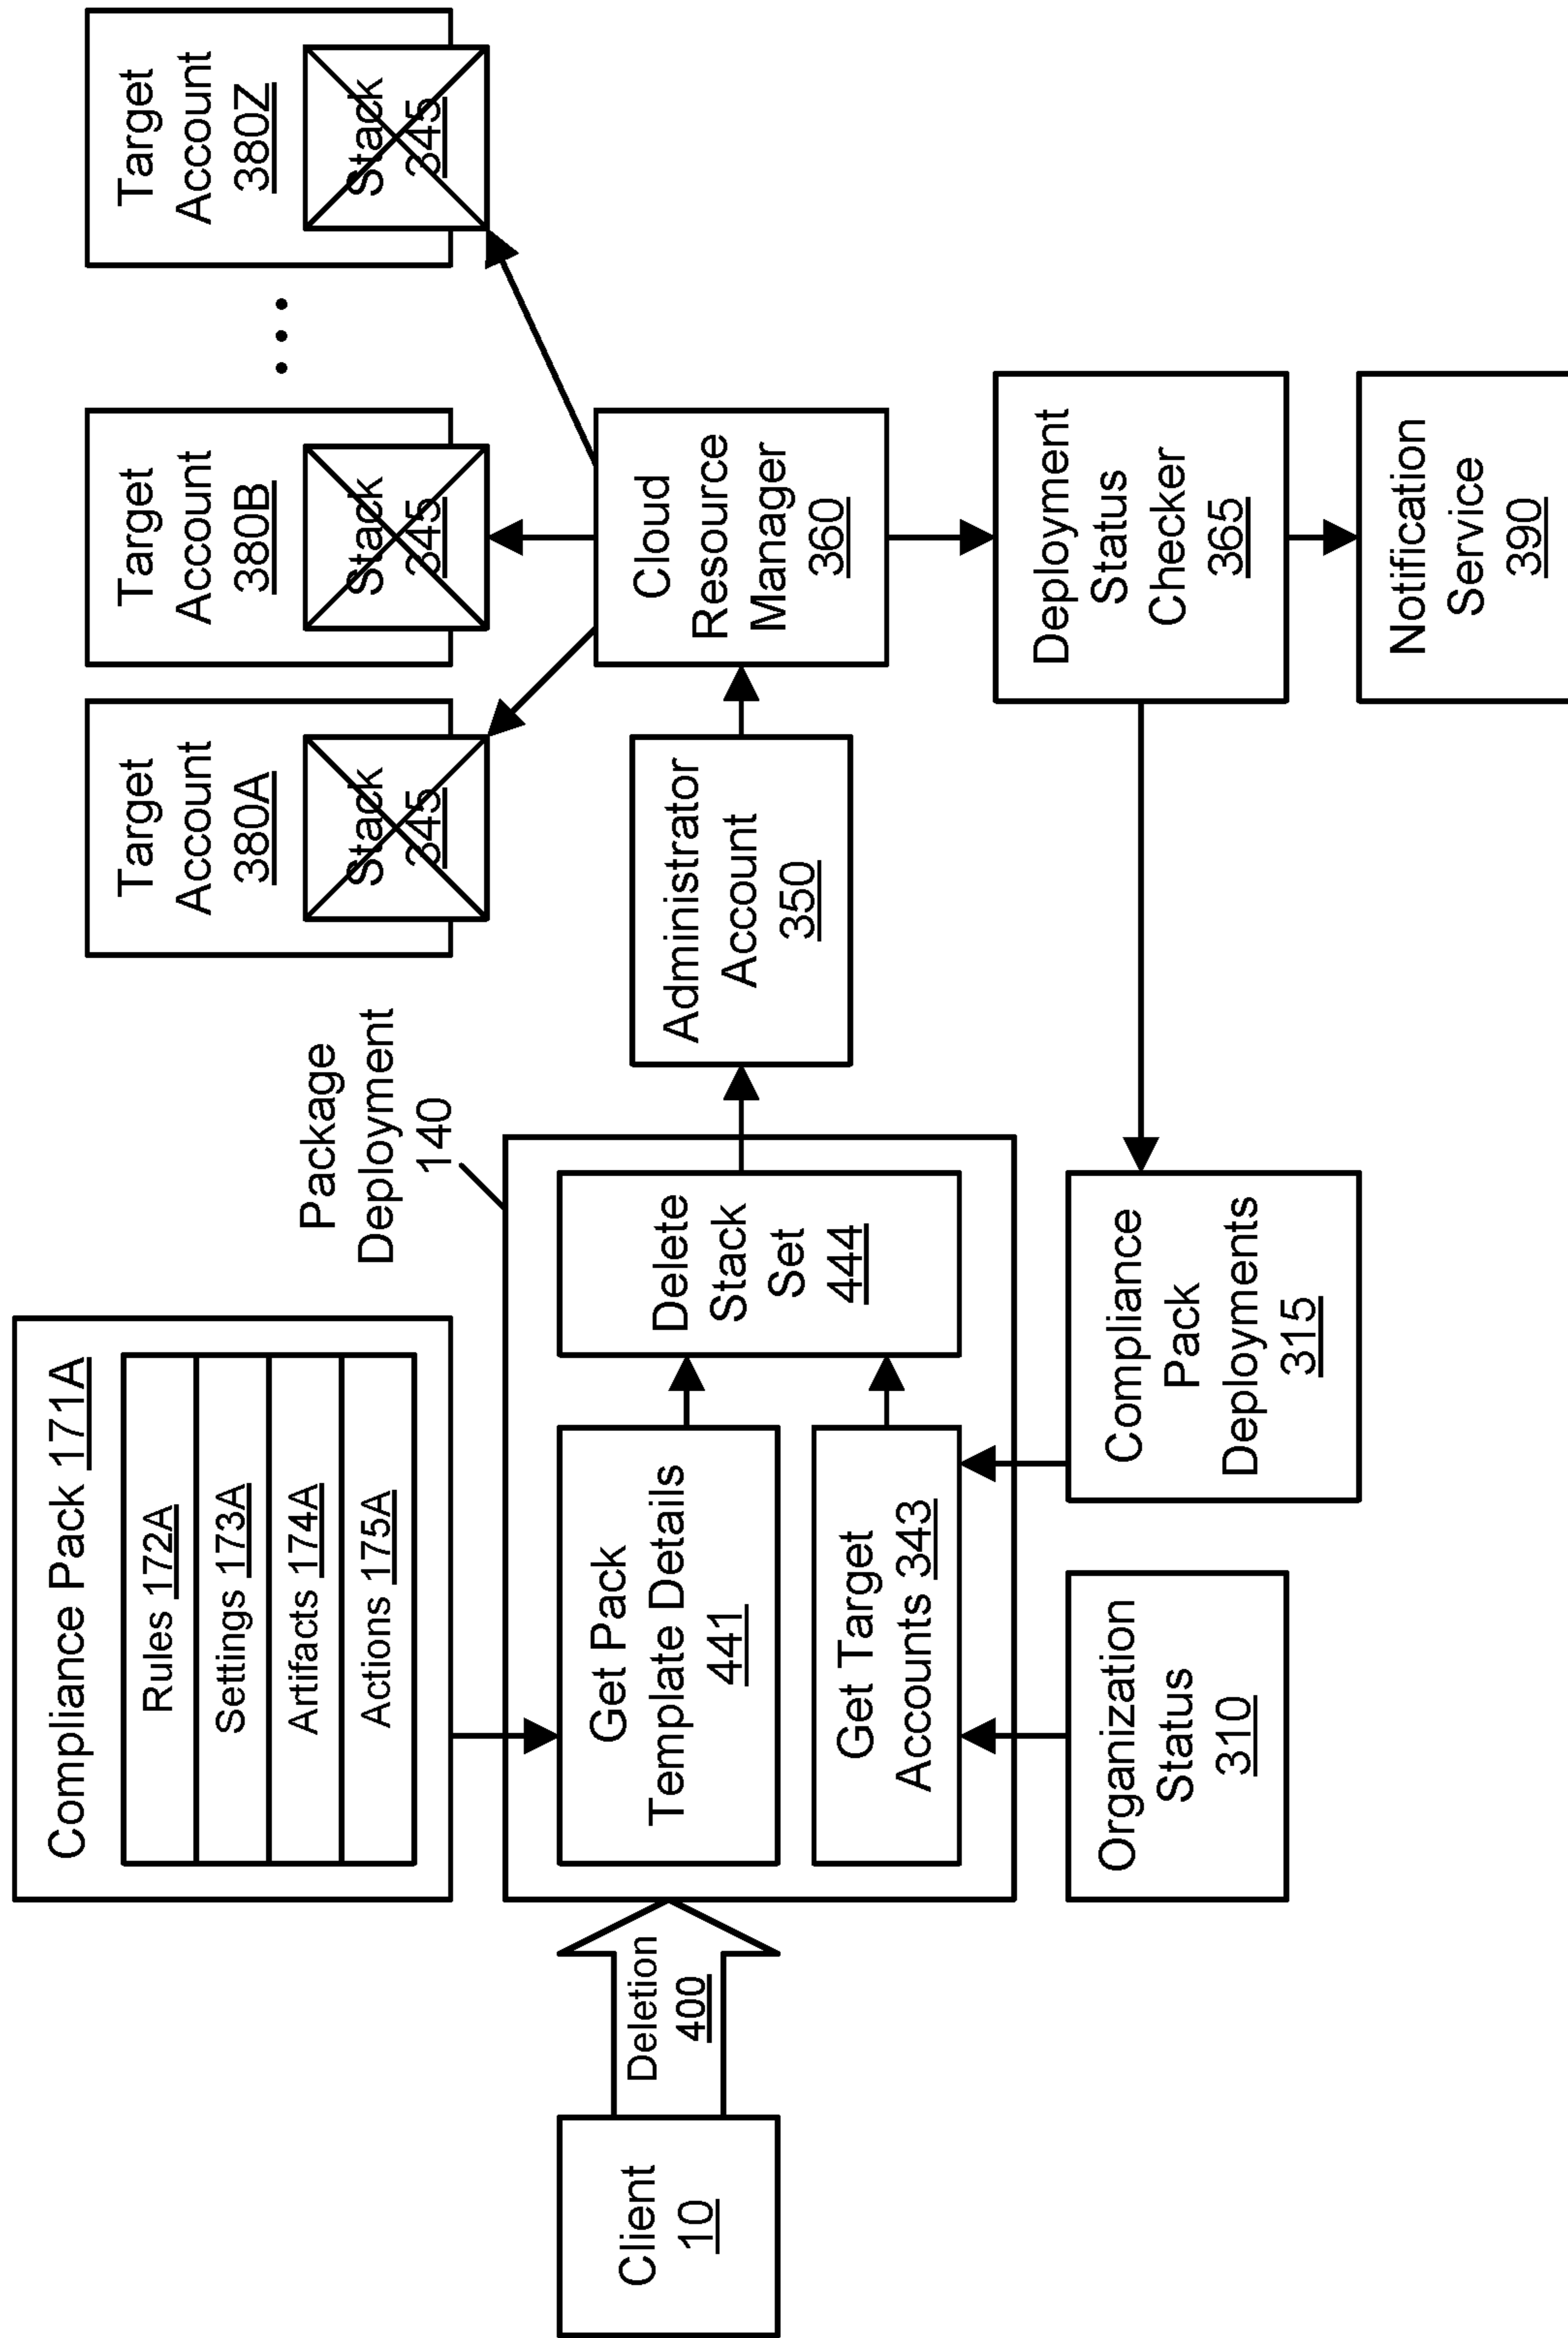 Compliance Pack 171A
Rules 172A
Settings 173A
Artifacts 174A
Actions 175A
Package
Deployment
140
Target
Account
380A
Stack
345
Target
Account
380B
Stack
345
Target
Account
380Z
Stack
345
Client
10
Deletion
400
Get Pack
Template Details
441
Get Target
Accounts 343
Delete
Stack
Set
444
Administrator
Account
350
Cloud
Resource
Manager
360
Organization
Status
310
Compliance
Pack
Deployments
315
Deployment
Status
Checker
365
Notification
Service
390